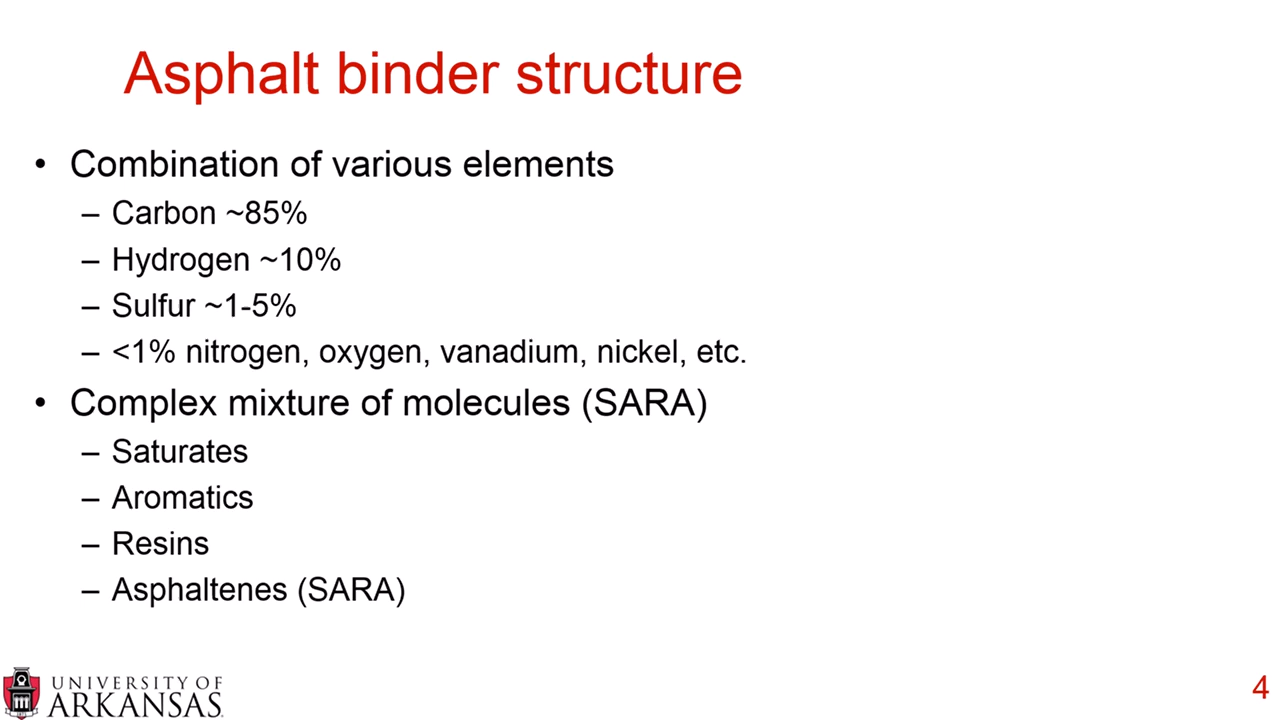 Asphalt binder structure
• Combination of various elements
– Carbon ~85%
– Hydrogen ~10%
– Sulfur ~1-5%
– <1% nitrogen, oxygen, vanadium, nickel, etc.
• Complex mixture of molecules (SARA)
– Saturates
– Aromatics
– Resins
– Asphaltenes (SARA)
UNIVERSITY OF
ARKANSAS
4